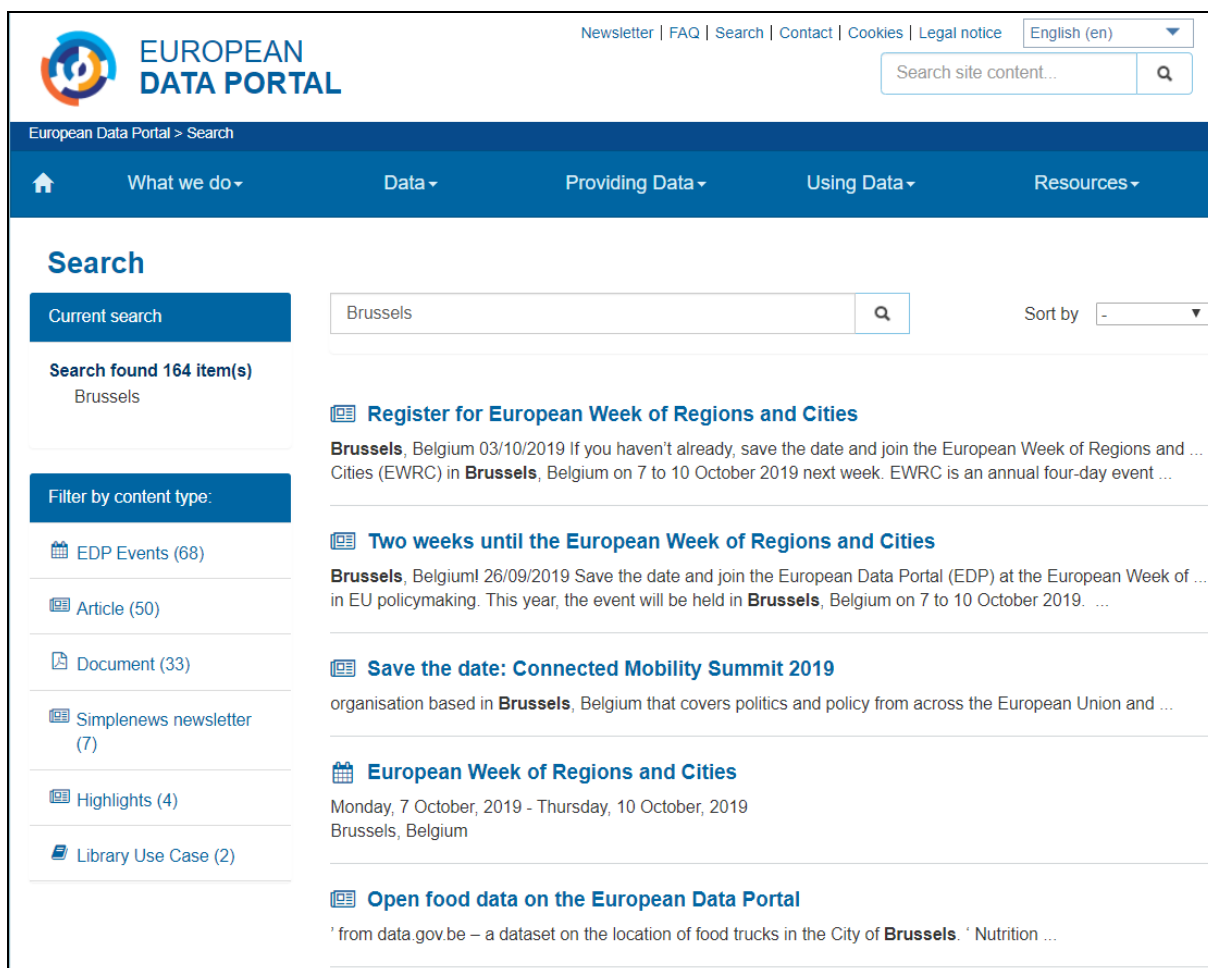 Newsletter | FAQ | Search | Contact | Cookies | Legal notice English (en)
EUROPEAN
DATA PORTAL
Search site content...
European Data Portal > Search
What we do Data Providing Data Using Data Resources
Search
Current search
Search found 164 item(s)
Brussels
Filter by content type:
EDP Events (68)
Article (50)
Document (33)
Simplenews newsletter
(7)
Highlights (4)
Library Use Case (2)
Brussels
Sort by -
Register for European Week of Regions and Cities
Brussels, Belgium 03/10/2019 If you haven’t already, save the date and join the European Week of Regions and ...
Cities (EWRC) in Brussels, Belgium on 7 to 10 October 2019 next week. EWRC is an annual four-day event ...
Two weeks until the European Week of Regions and Cities
Brussels, Belgium! 26/09/2019 Save the date and join the European Data Portal (EDP) at the European Week of ...
in EU policymaking. This year, the event will be held in Brussels, Belgium on 7 to 10 October 2019. ...
Save the date: Connected Mobility Summit 2019
organisation based in Brussels, Belgium that covers politics and policy from across the European Union and ...
European Week of Regions and Cities
Monday, 7 October, 2019 - Thursday, 10 October, 2019
Brussels, Belgium
Open food data on the European Data Portal
’ from data.gov.be – a dataset on the location of food trucks in the City of Brussels. ‘ Nutrition ...